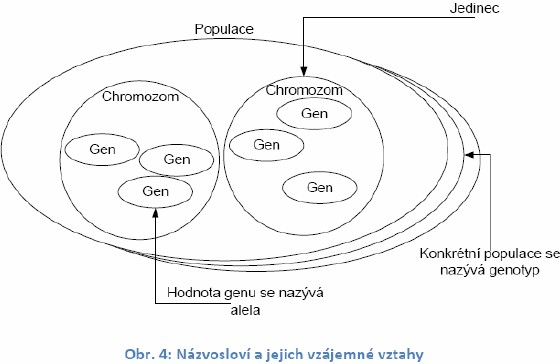 Jedinec
Populace
Chromozom
Chromozom
Gen
Gen
Gen
Gen
Gen
Gen
Konkrétní populace se
nazývá genotyp
Hodnota genu se nazývá
alela
Obr. 4: Názvosloví a jejich vzájemné vztahy